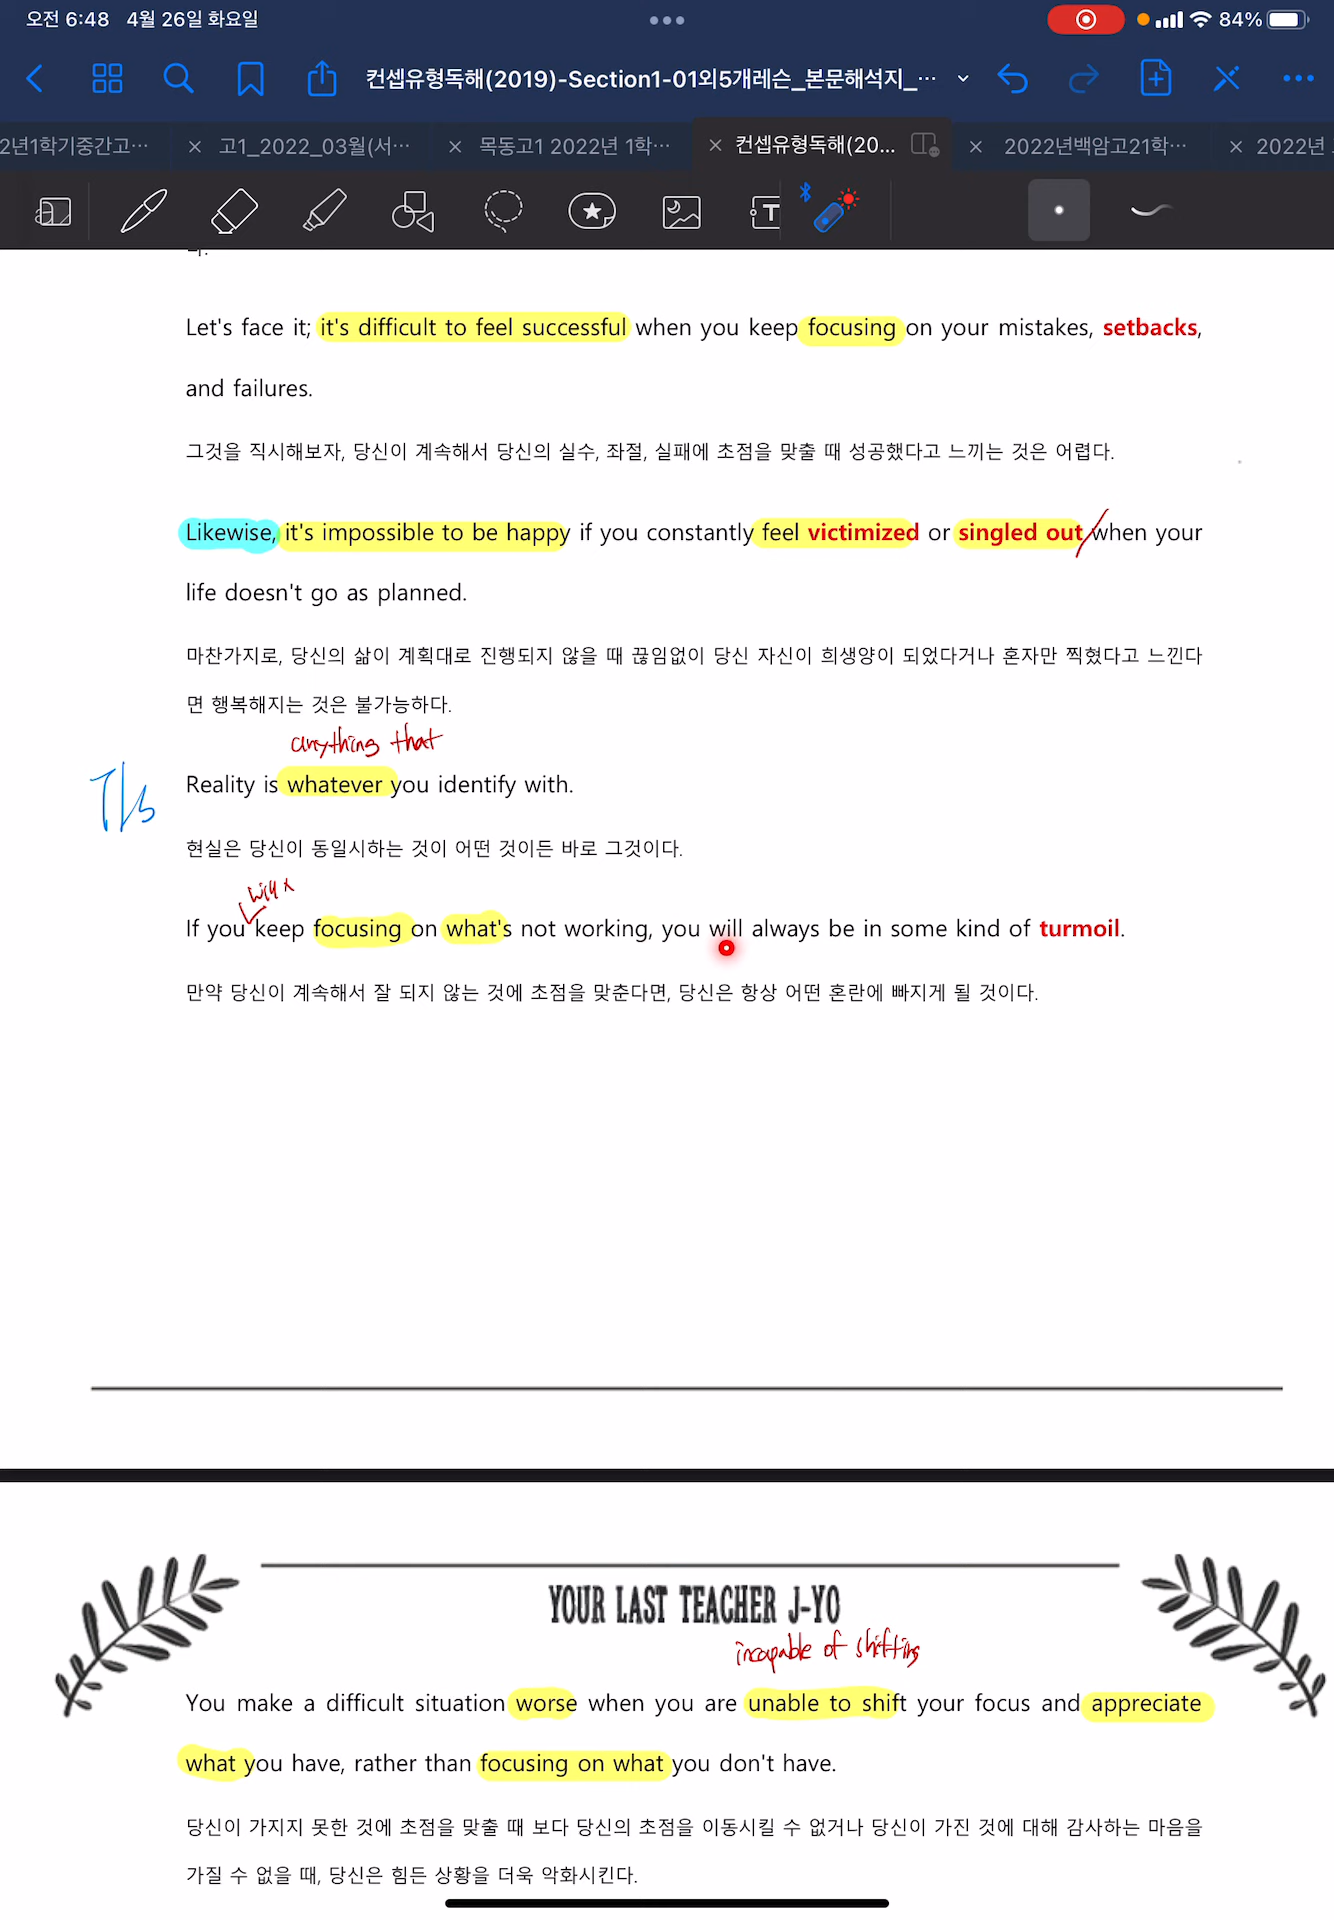 오전 6:48 4월 26일 화요일
84%
컨셉유형독해(2019)-Section1-01외5개레슨_본문해석지_…
2년1학기중간고…
고1_2022_03월(서…
목동고1 2022년 1학…
컨셉유형독해(20...
2022년백암고21학…
2022년
다.
Let's face it; it's difficult to feel successful when you keep focusing on your mistakes, setbacks,
and failures.
그것을 직시해보자, 당신이 계속해서 당신의 실수, 좌절, 실패에 초점을 맞출 때 성공했다고 느끼는 것은 어렵다.
Likewise, it's impossible to be happy if you constantly feel victimized or singled out when your
life doesn't go as planned.
마찬가지로, 당신의 삶이 계획대로 진행되지 않을 때 끊임없이 당신 자신이 희생양이 되었다거나 혼자만 찍혔다고 느낀다
면 행복해지는 것은 불가능하다.
anything that
Reality is whatever you identify with.
현실은 당신이 동일시하는 것이 어떤 것이든 바로 그것이다.
will x
If you keep focusing on what's not working, you will always be in some kind of turmoil.
만약 당신이 계속해서 잘 되지 않는 것에 초점을 맞춘다면, 당신은 항상 어떤 혼란에 빠지게 될 것이다.
YOUR LAST TEACHER J-YO
incapable of shifting
You make a difficult situation worse when you are unable to shift your focus and appreciate
what you have, rather than focusing on what you don't have.
당신이 가지지 못한 것에 초점을 맞출 때 보다 당신의 초점을 이동시킬 수 없거나 당신이 가진 것에 대해 감사하는 마음을
가질 수 없을 때, 당신은 힘든 상황을 더욱 악화시킨다.